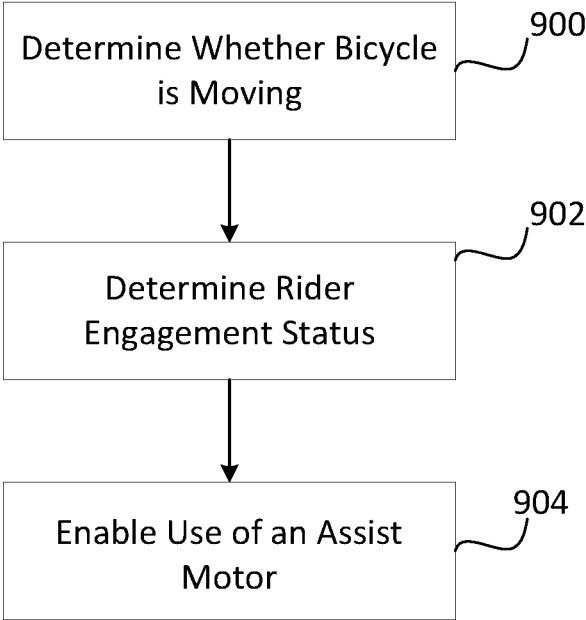 Determine Whether Bicycle
is Moving
900
Determine Rider
Engagement Status
902
Enable Use of an Assist
Motor
904